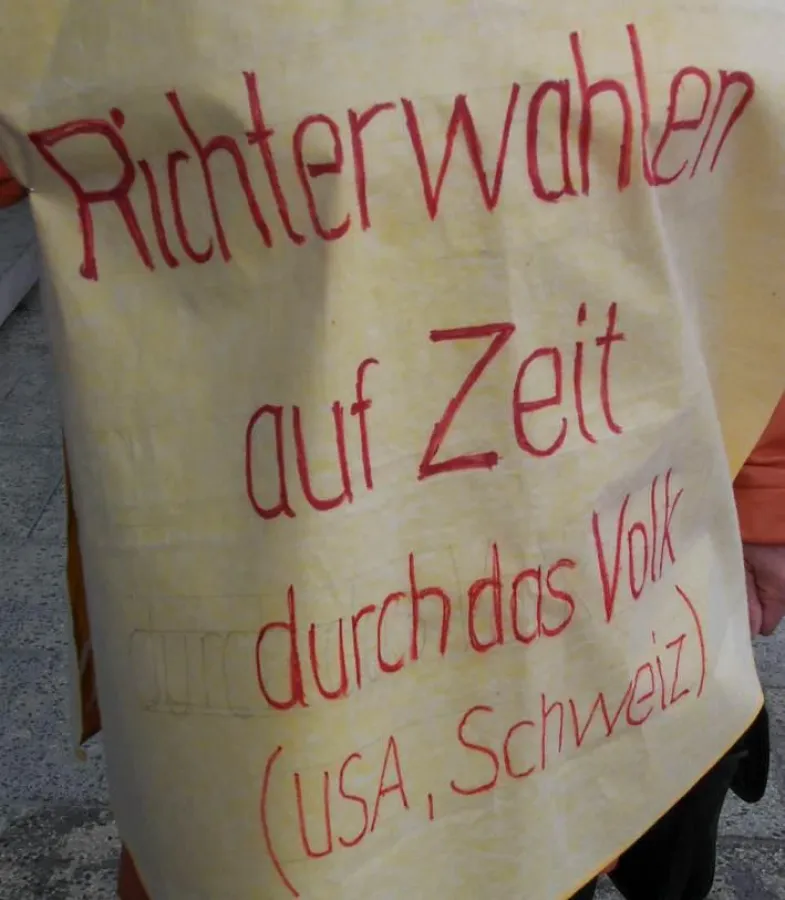 Richterwahlen
auf Zeit
durch das Volk
(USA, Schweiz)